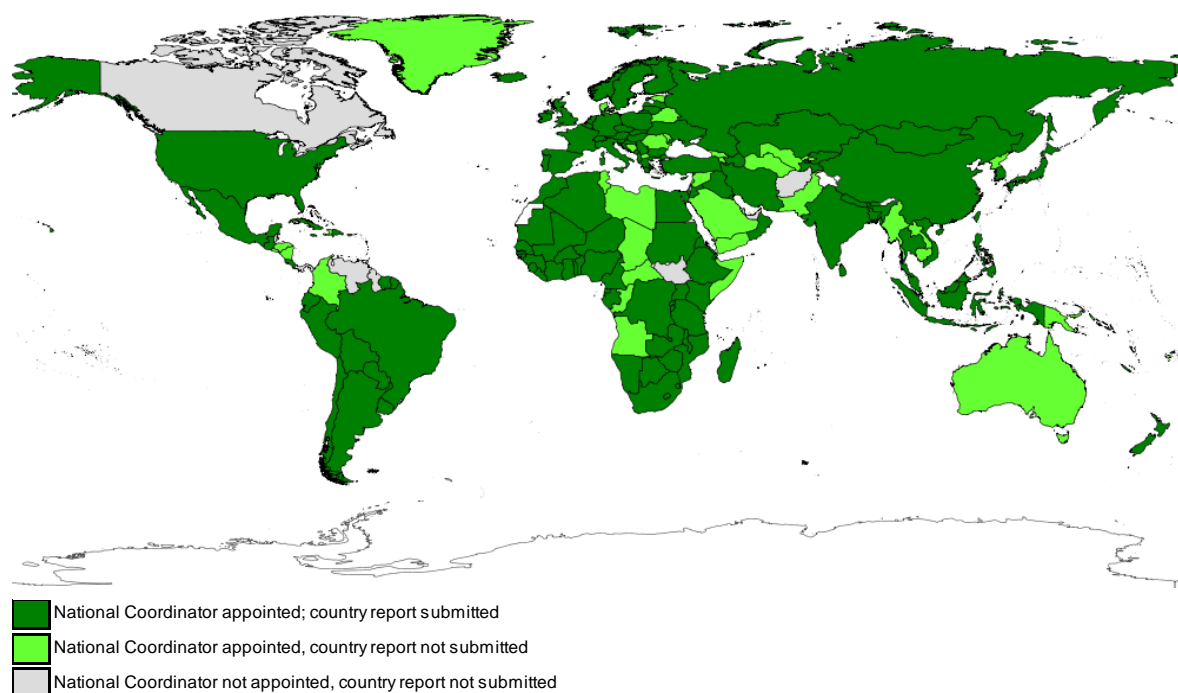 National Coordinator appointed; country report submitted
National Coordinator appointed, country report not submitted
National Coordinator not appointed, country report not submitted